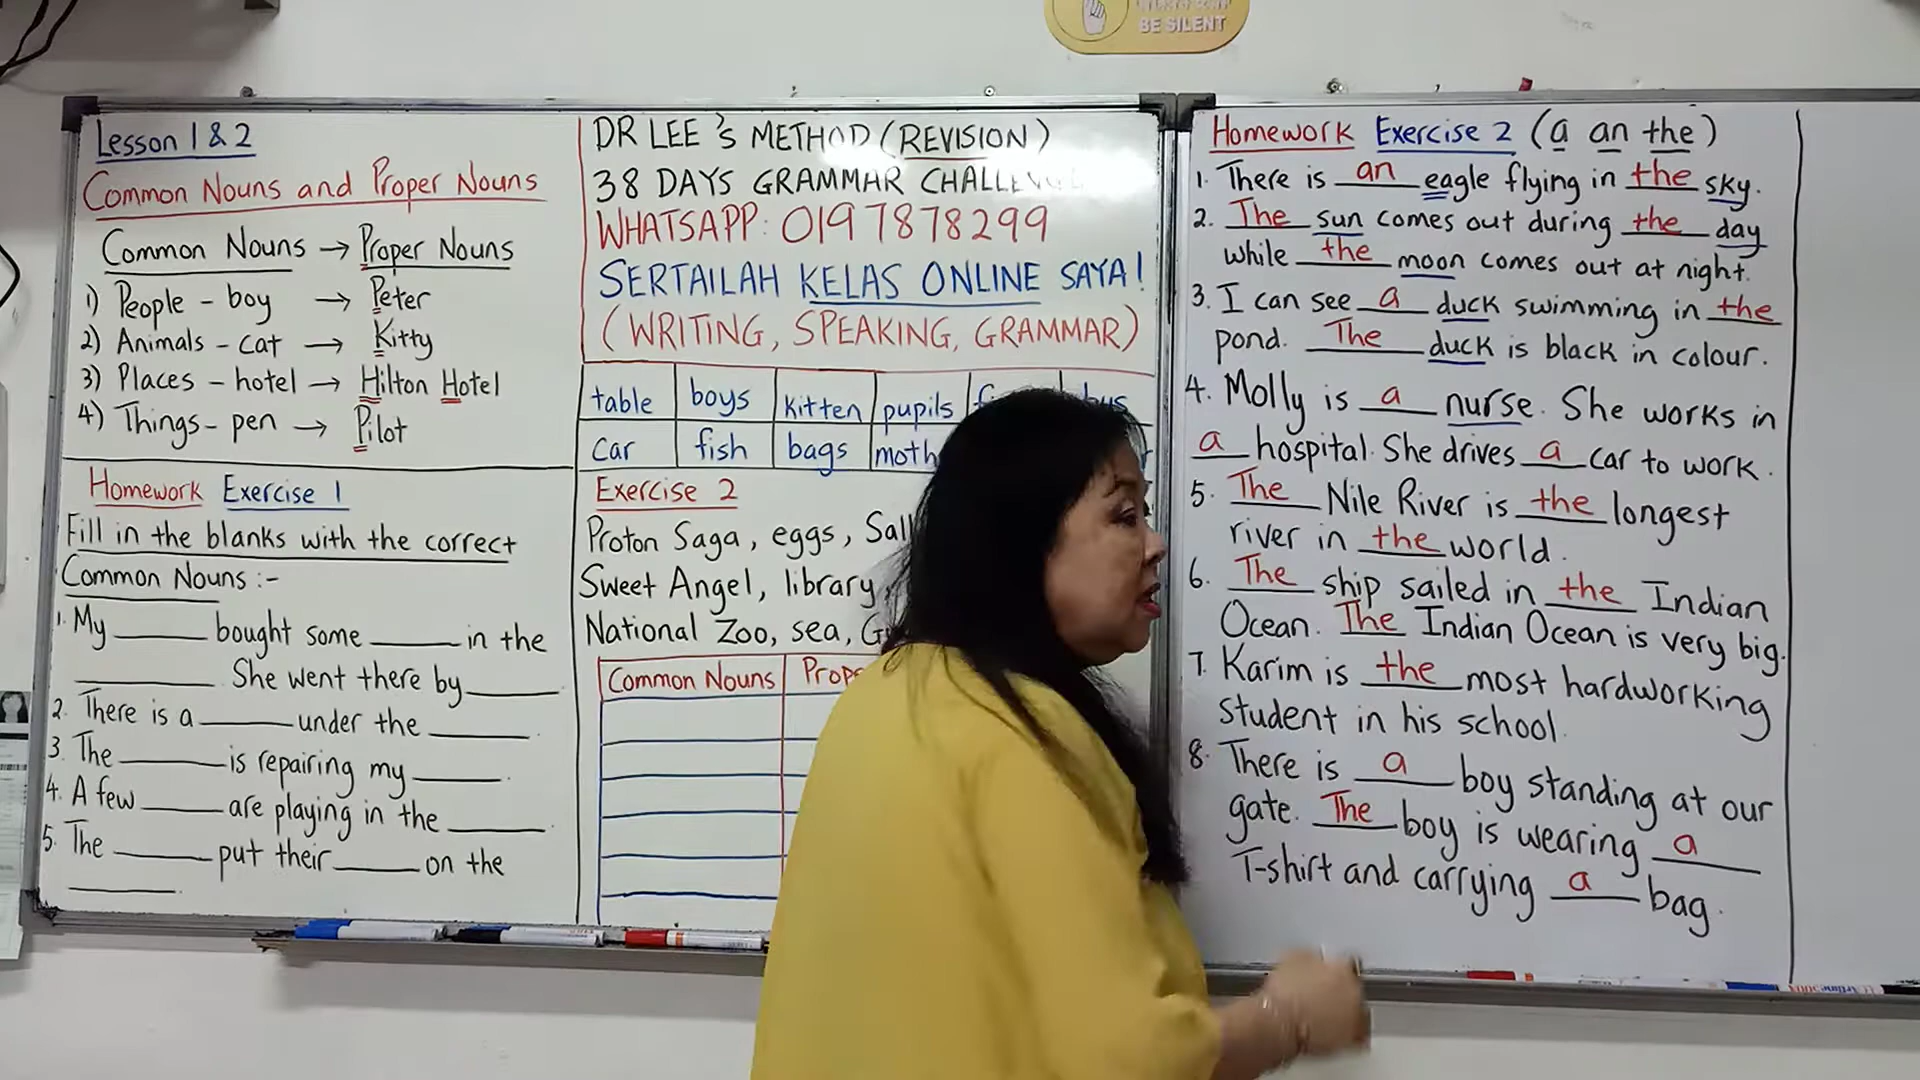 BE SILENT
Lesson 1 & 2
Common Nouns and Proper Nouns
Common Nouns → Proper Nouns
1) People - boy → Peter
2) Animals - cat → Kitty
3) Places - hotel → Hilton Hotel
4) Things - pen → Pilot
Homework Exercise 1
Fill in the blanks with the correct
Common Nouns :-
1. My ______ bought some ______ in the
______ . She went there by ______
2. There is a ______ under the ______ .
3. The ______ is repairing my ______ .
4. A few ______ are playing in the ______ .
5. The ______ put their ______ on the
______ .
DR LEE's METHOD (REVISION)
38 DAYS GRAMMAR
WHATSAPP: 0197878299
SERTAILAH KELAS ONLINE SAYA!
(WRITING, SPEAKING, GRAMMAR)
table boys kitten pupils
car fish bags
Exercise 2
Proton Saga, eggs,
Sweet Angel, library,
National Zoo, sea,
Common Nouns
Homework Exercise 2 (a an the)
1. There is an eagle flying in the sky.
2. The sun comes out during the day
while the moon comes out at night.
3. I can see a duck swimming in the
pond. The duck is black in colour.
4. Molly is a nurse. She works in
a hospital. She drives a car to work.
5. The Nile River is the longest
river in the world.
6. The ship sailed in the Indian
Ocean. The Indian Ocean is very big.
7. Karim is the most hardworking
student in his school.
8. There is a boy standing at our
gate. The boy is wearing a
T-shirt and carrying a bag.